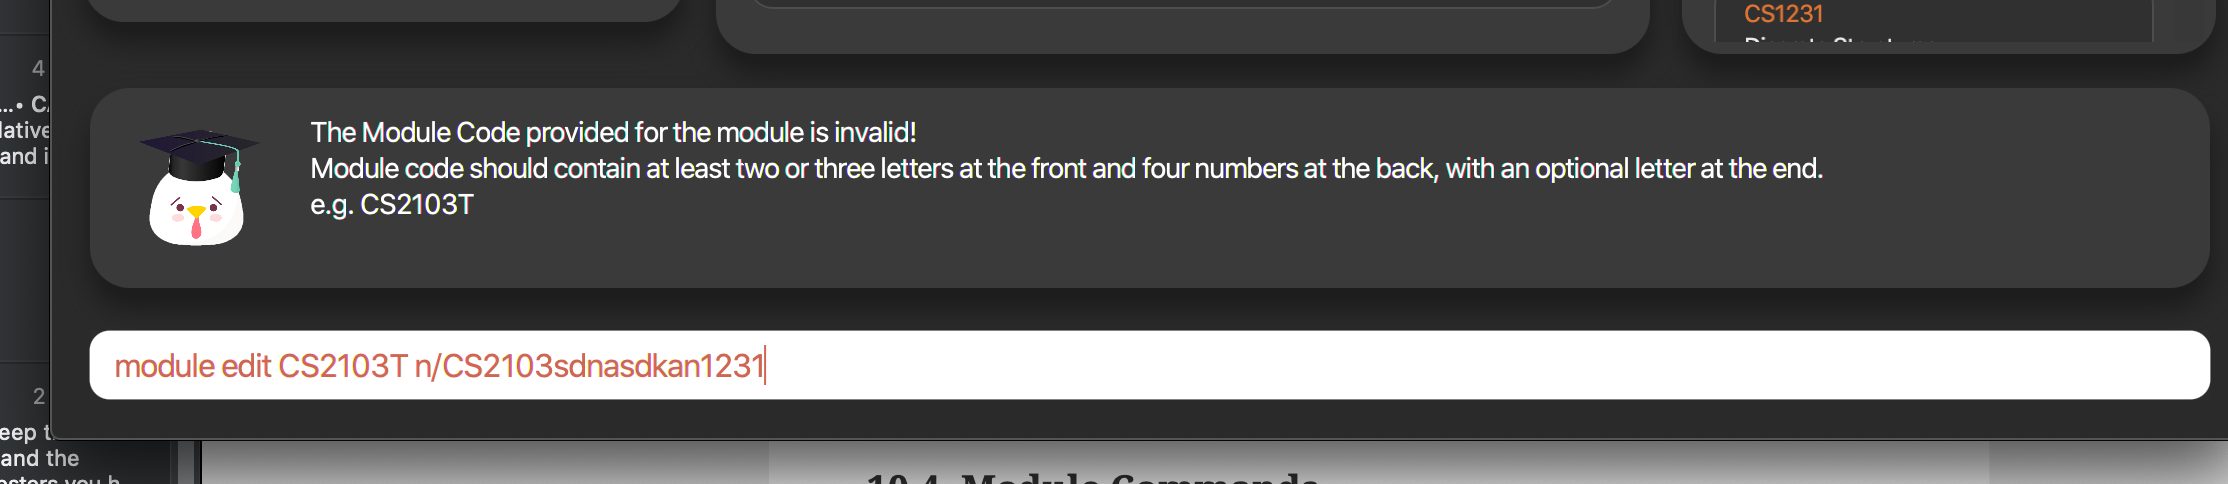 CS1231
4
...• C
lative
and i
The Module Code provided for the module is invalid!
Module code should contain at least two or three letters at the front and four numbers at the back, with an optional letter at the end.
e.g. CS2103T
module edit CS2103T n/CS2103sdnasdkan1231
2
eep t
and the
10.4. Module Commands